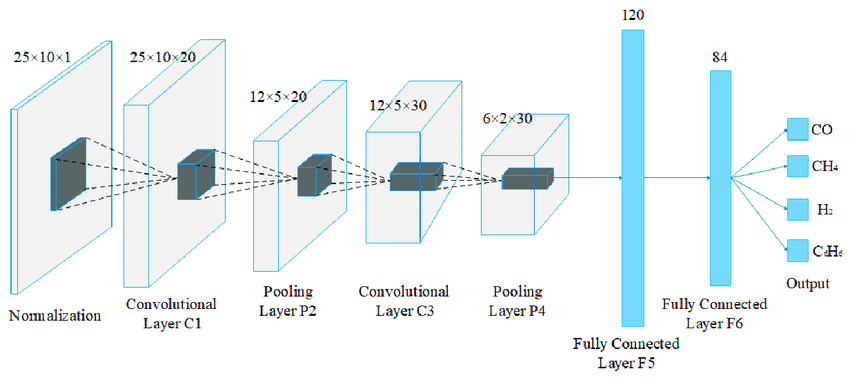 120
84
25×10×1
25×10×20
12×5×20
12×5×30
6×2×30
CO
CH₄
H₂
C₆H₆
Output
Normalization
Convolutional
Layer C1
Pooling
Layer P2
Convolutional
Layer C3
Pooling
Layer P4
Fully Connected
Layer F5
Fully Connected
Layer F6